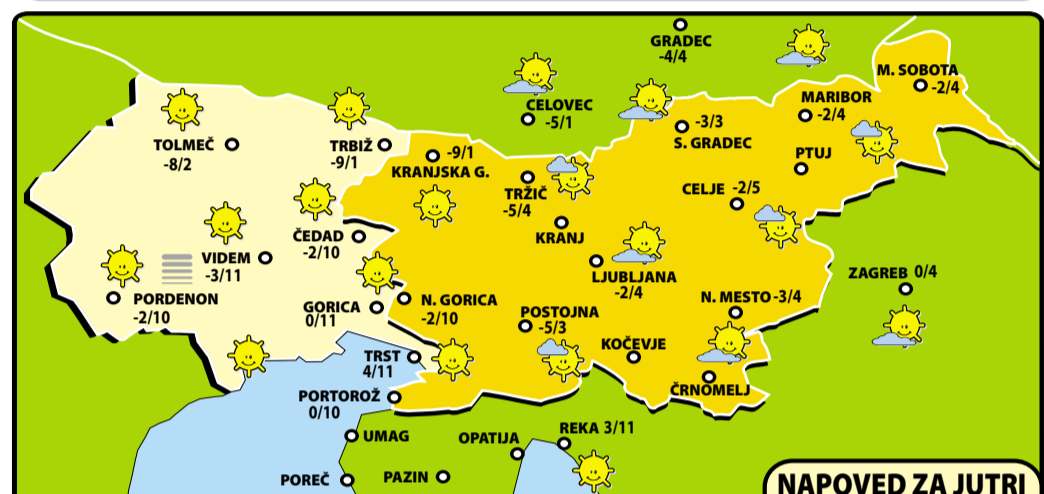 GRADEC
-4/4
M. SOBOTA
-2/4
CELOVEC
-5/1
MARIBOR
-2/4
-3/3
S. GRADEC
TOLMEČ
-8/2
TRBIŽ
-9/1
-9/1
KRANJSKA G.
PTUJ
TRŽIČ
-5/4
CELJE -2/5
KRANJ
ČEDAD
-2/10
VIDEM
-3/11
LJUBLJANA
-2/4
ZAGREB 0/4
PORDENON
-2/10
GORICA
0/11
N. GORICA
-2/10
POSTOJNA
-5/3
N. MESTO -3/4
KOČEVJE
TRST
4/11
ČRNOMELJ
PORTOROŽ
0/10
UMAG
OPATIJA
REKA 3/11
POREČ
PAZIN
NAPOVED ZA JUTRI